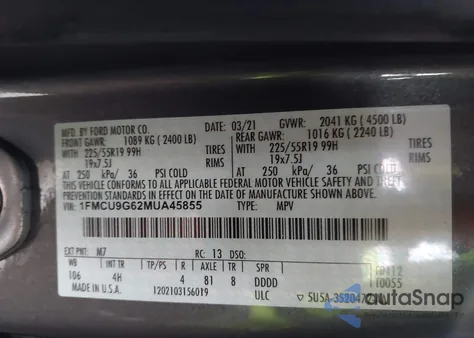 MFD. BY FORD MOTOR CO.
DATE: 03/21 GVWR: 2041 KG (4500 LB)
FRONT GAWR: 1089 KG (2400 LB) REAR GAWR: 1016 KG (2240 LB)
WITH 225/55R19 99H TIRES WITH 225/55R19 99H TIRES
19x7.5J RIMS 19x7.5J RIMS
AT 250 kPa/ 36 PSI COLD AT 250 kPa/ 36 PSI COLD
THIS VEHICLE CONFORMS TO ALL APPLICABLE FEDERAL MOTOR VEHICLE SAFETY AND THEFT
PREVENTION STANDARDS IN EFFECT ON THE DATE OF MANUFACTURE SHOWN ABOVE.
VIN: 1FMCU9G62MUA45855 TYPE: MPV
EXT PNT: M7 RC: 13 DSO:
WB INT TR TP/PS R AXLE TR SPR
106 4H 4 81 8 DDDD
MADE IN U.S.A. 1202103156019 ULC
autoSnap